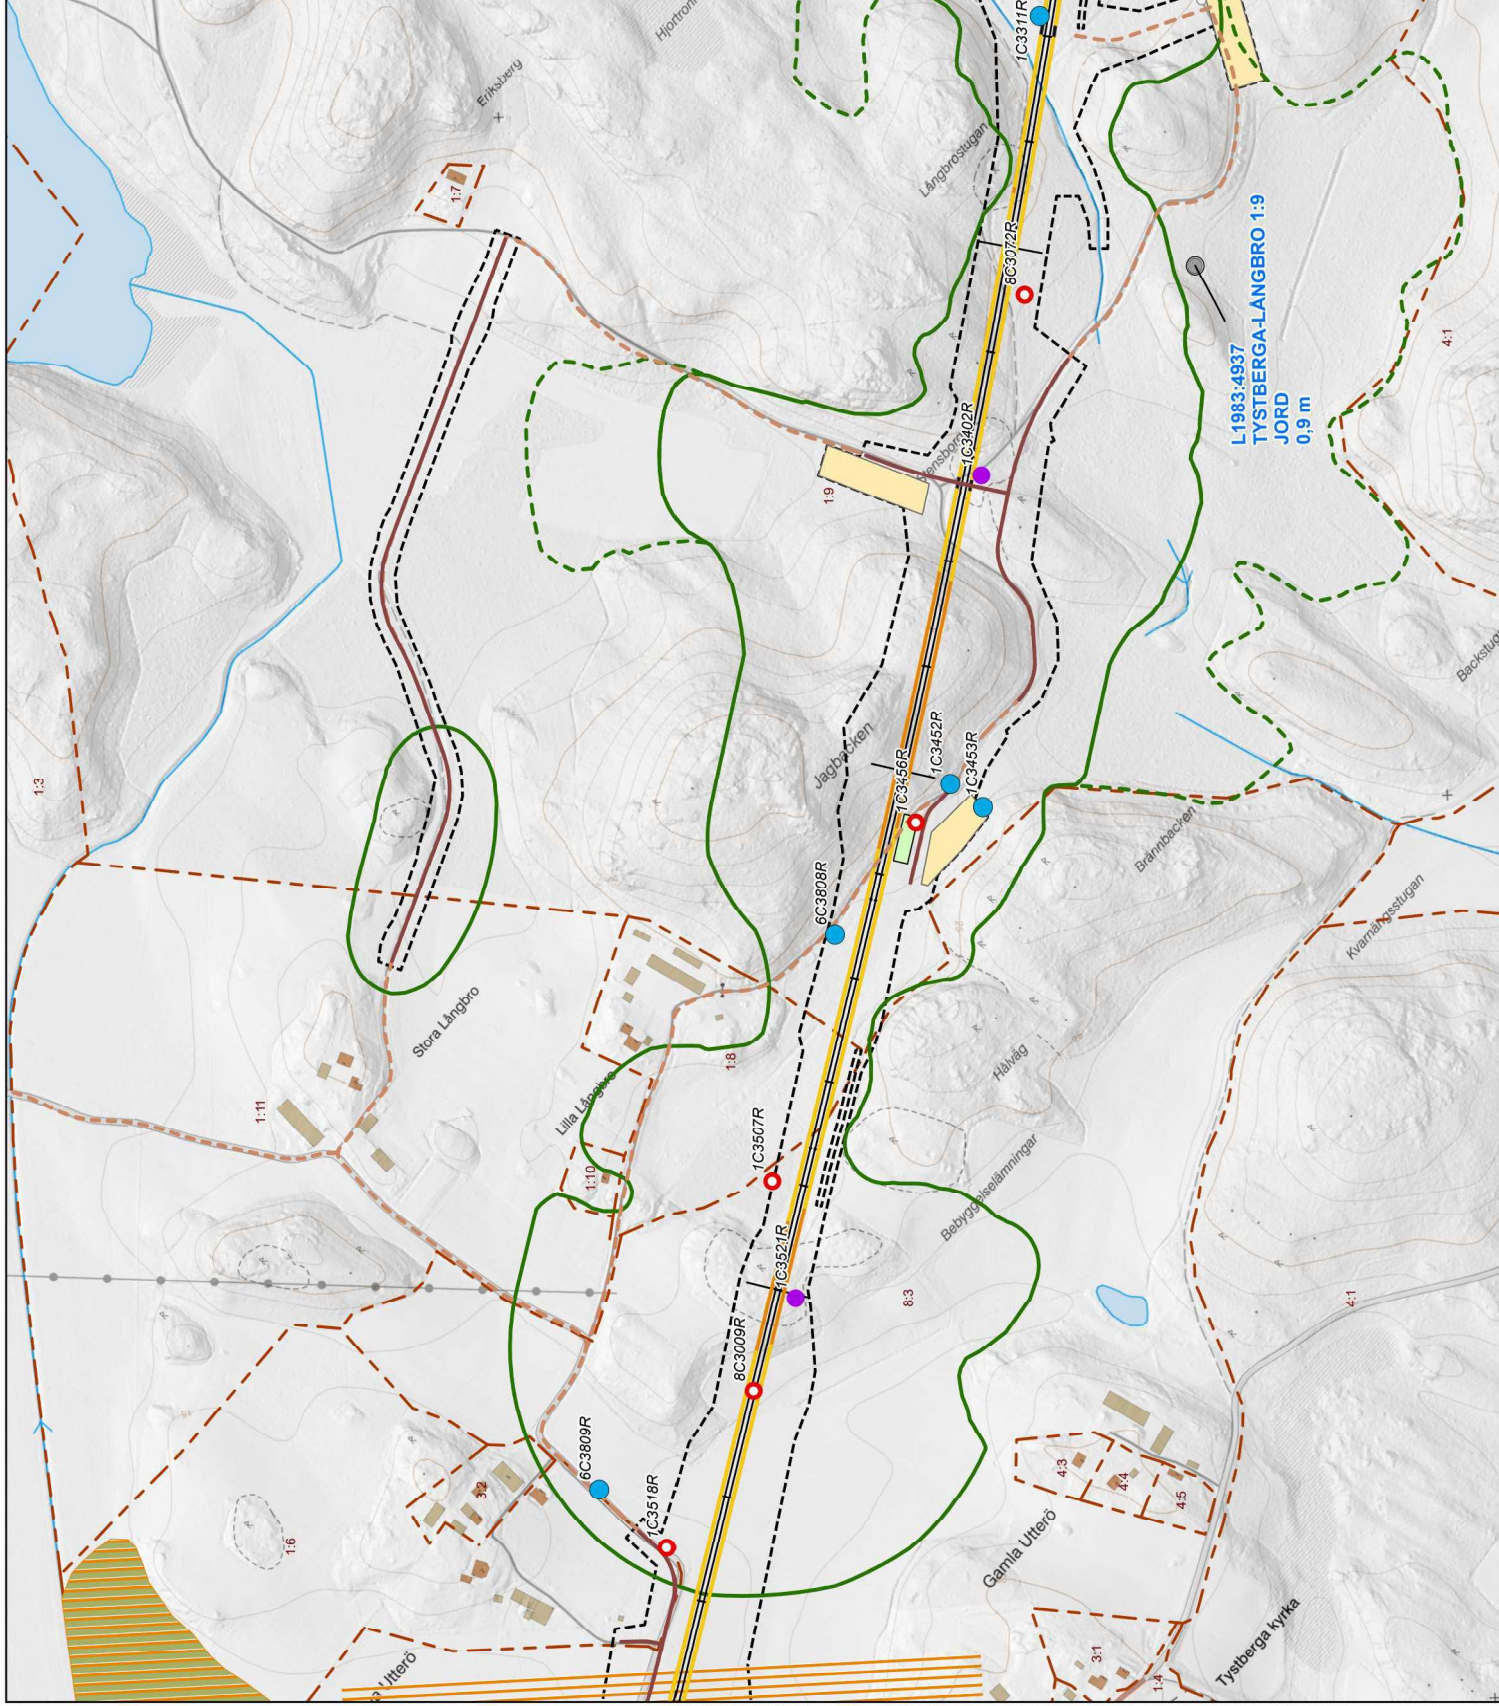 Hjortron
1C3311R
Eriksberg
1:7
Långbrostugan
8C3072R
L1983:4937
TYSTBERGA-LÅNGBRO 1:9
JORD
0,9 m
4:1
1C3402R
Stensborg
1:9
Backstug
1:3
Jagbacken
1C3452R
1C3453R
1C3456R
Brännbacken
6C3808R
Kvarnängsstugan
Stora Långbro
1:8
Hålväg
1:11
Lilla Långbro
1C3507R
1:10
Bebyggelselämningar
1C3521R
8:3
4:1
8C3009R
6C3809R
3:2
4:3
4:4
4:5
1C3518R
1:6
Gamla Utterö
Utterö
3:1
1:4
Tystberga kyrka